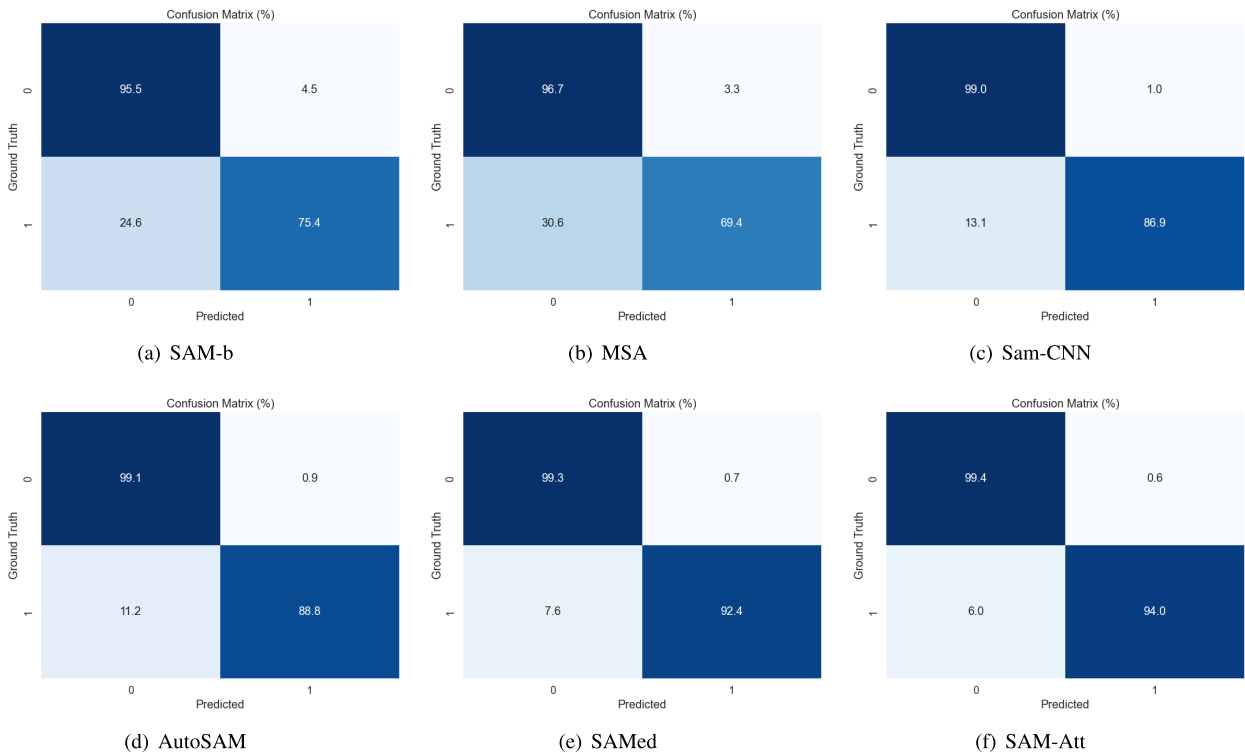 Confusion Matrix (%)
Confusion Matrix (%)
Confusion Matrix (%)
Ground Truth
0
95.5
4.5
1
24.6
75.4
0
1
Predicted
(a) SAM-b
Ground Truth
0
96.7
3.3
1
30.6
69.4
0
1
Predicted
(b) MSA
Ground Truth
0
99.0
1.0
1
13.1
86.9
0
1
Predicted
(c) Sam-CNN
Confusion Matrix (%)
Confusion Matrix (%)
Confusion Matrix (%)
Ground Truth
0
99.1
0.9
1
11.2
88.8
0
1
Predicted
(d) AutoSAM
Ground Truth
0
99.3
0.7
1
7.6
92.4
0
1
Predicted
(e) SAMed
Ground Truth
0
99.4
0.6
1
6.0
94.0
0
1
Predicted
(f) SAM-Att